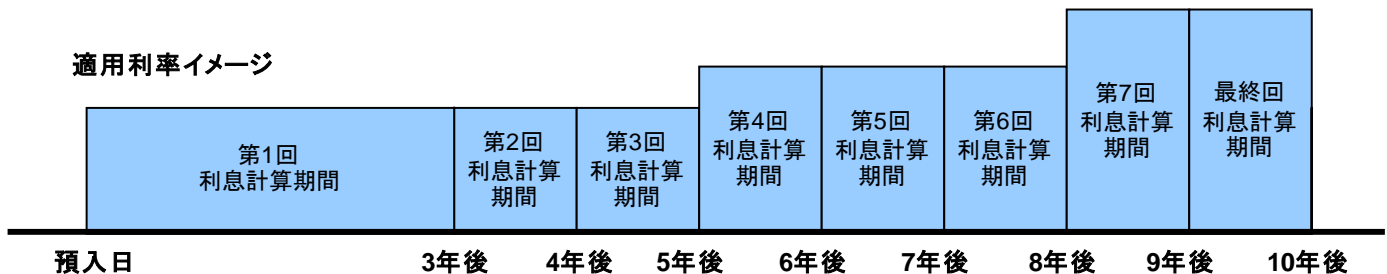 適用利率イメージ
第1回
利息計算期間
第2回
利息計算
期間
第3回
利息計算
期間
第4回
利息計算
期間
第5回
利息計算
期間
第6回
利息計算
期間
第7回
利息計算
期間
最終回
利息計算
期間
預入日
3年後
4年後
5年後
6年後
7年後
8年後
9年後
10年後